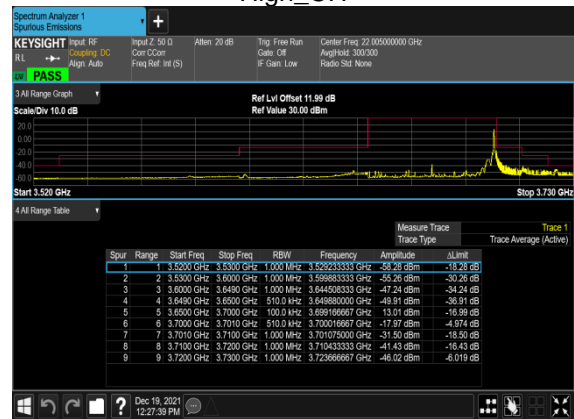 Spectrum Analyzer 1
Spurious Emissions
+
KEYSIGHT Input: RF Input Z: 50 Ω Atten: 20 dB Trig: Free Run Center Freq: 22.005000000 GHz
RL Coupling: DC Corr CCorr Gate: Off Avg|Hold: 300/300
Align: Auto Freq Ref: Int (S) IF Gain: Low Radio Std: None
PASS
3 All Range Graph Ref Lvl Offset 11.99 dB
Scale/Div 10.0 dB Ref Value 30.00 dBm
20.0
0.00
-20.0
-40.0
-60.0
Start 3.520 GHz Stop 3.730 GHz
4 All Range Table
Measure Trace Trace 1
Trace Type Trace Average (Active)
Spur Range Start Freq Stop Freq RBW Frequency Amplitude ΔLimit
1 1 3.5200 GHz 3.5300 GHz 1.000 MHz 3.529233333 GHz -58.28 dBm -18.28 dB
2 2 3.5300 GHz 3.6000 GHz 1.000 MHz 3.599883333 GHz -55.26 dBm -30.26 dB
3 3 3.6000 GHz 3.6490 GHz 1.000 MHz 3.644508333 GHz -47.24 dBm -34.24 dB
4 4 3.6490 GHz 3.6500 GHz 510.0 kHz 3.649880000 GHz -49.91 dBm -36.91 dB
5 5 3.6500 GHz 3.7000 GHz 100.0 kHz 3.699166667 GHz 13.01 dBm -16.99 dB
6 6 3.7000 GHz 3.7010 GHz 510.0 kHz 3.700016667 GHz -17.97 dBm -4.974 dB
7 7 3.7010 GHz 3.7100 GHz 1.000 MHz 3.701075000 GHz -31.50 dBm -18.50 dB
8 8 3.7100 GHz 3.7200 GHz 1.000 MHz 3.710433333 GHz -41.43 dBm -16.43 dB
9 9 3.7200 GHz 3.7300 GHz 1.000 MHz 3.723666667 GHz -46.02 dBm -6.019 dB
? Dec 19, 2021
12:27:39 PM